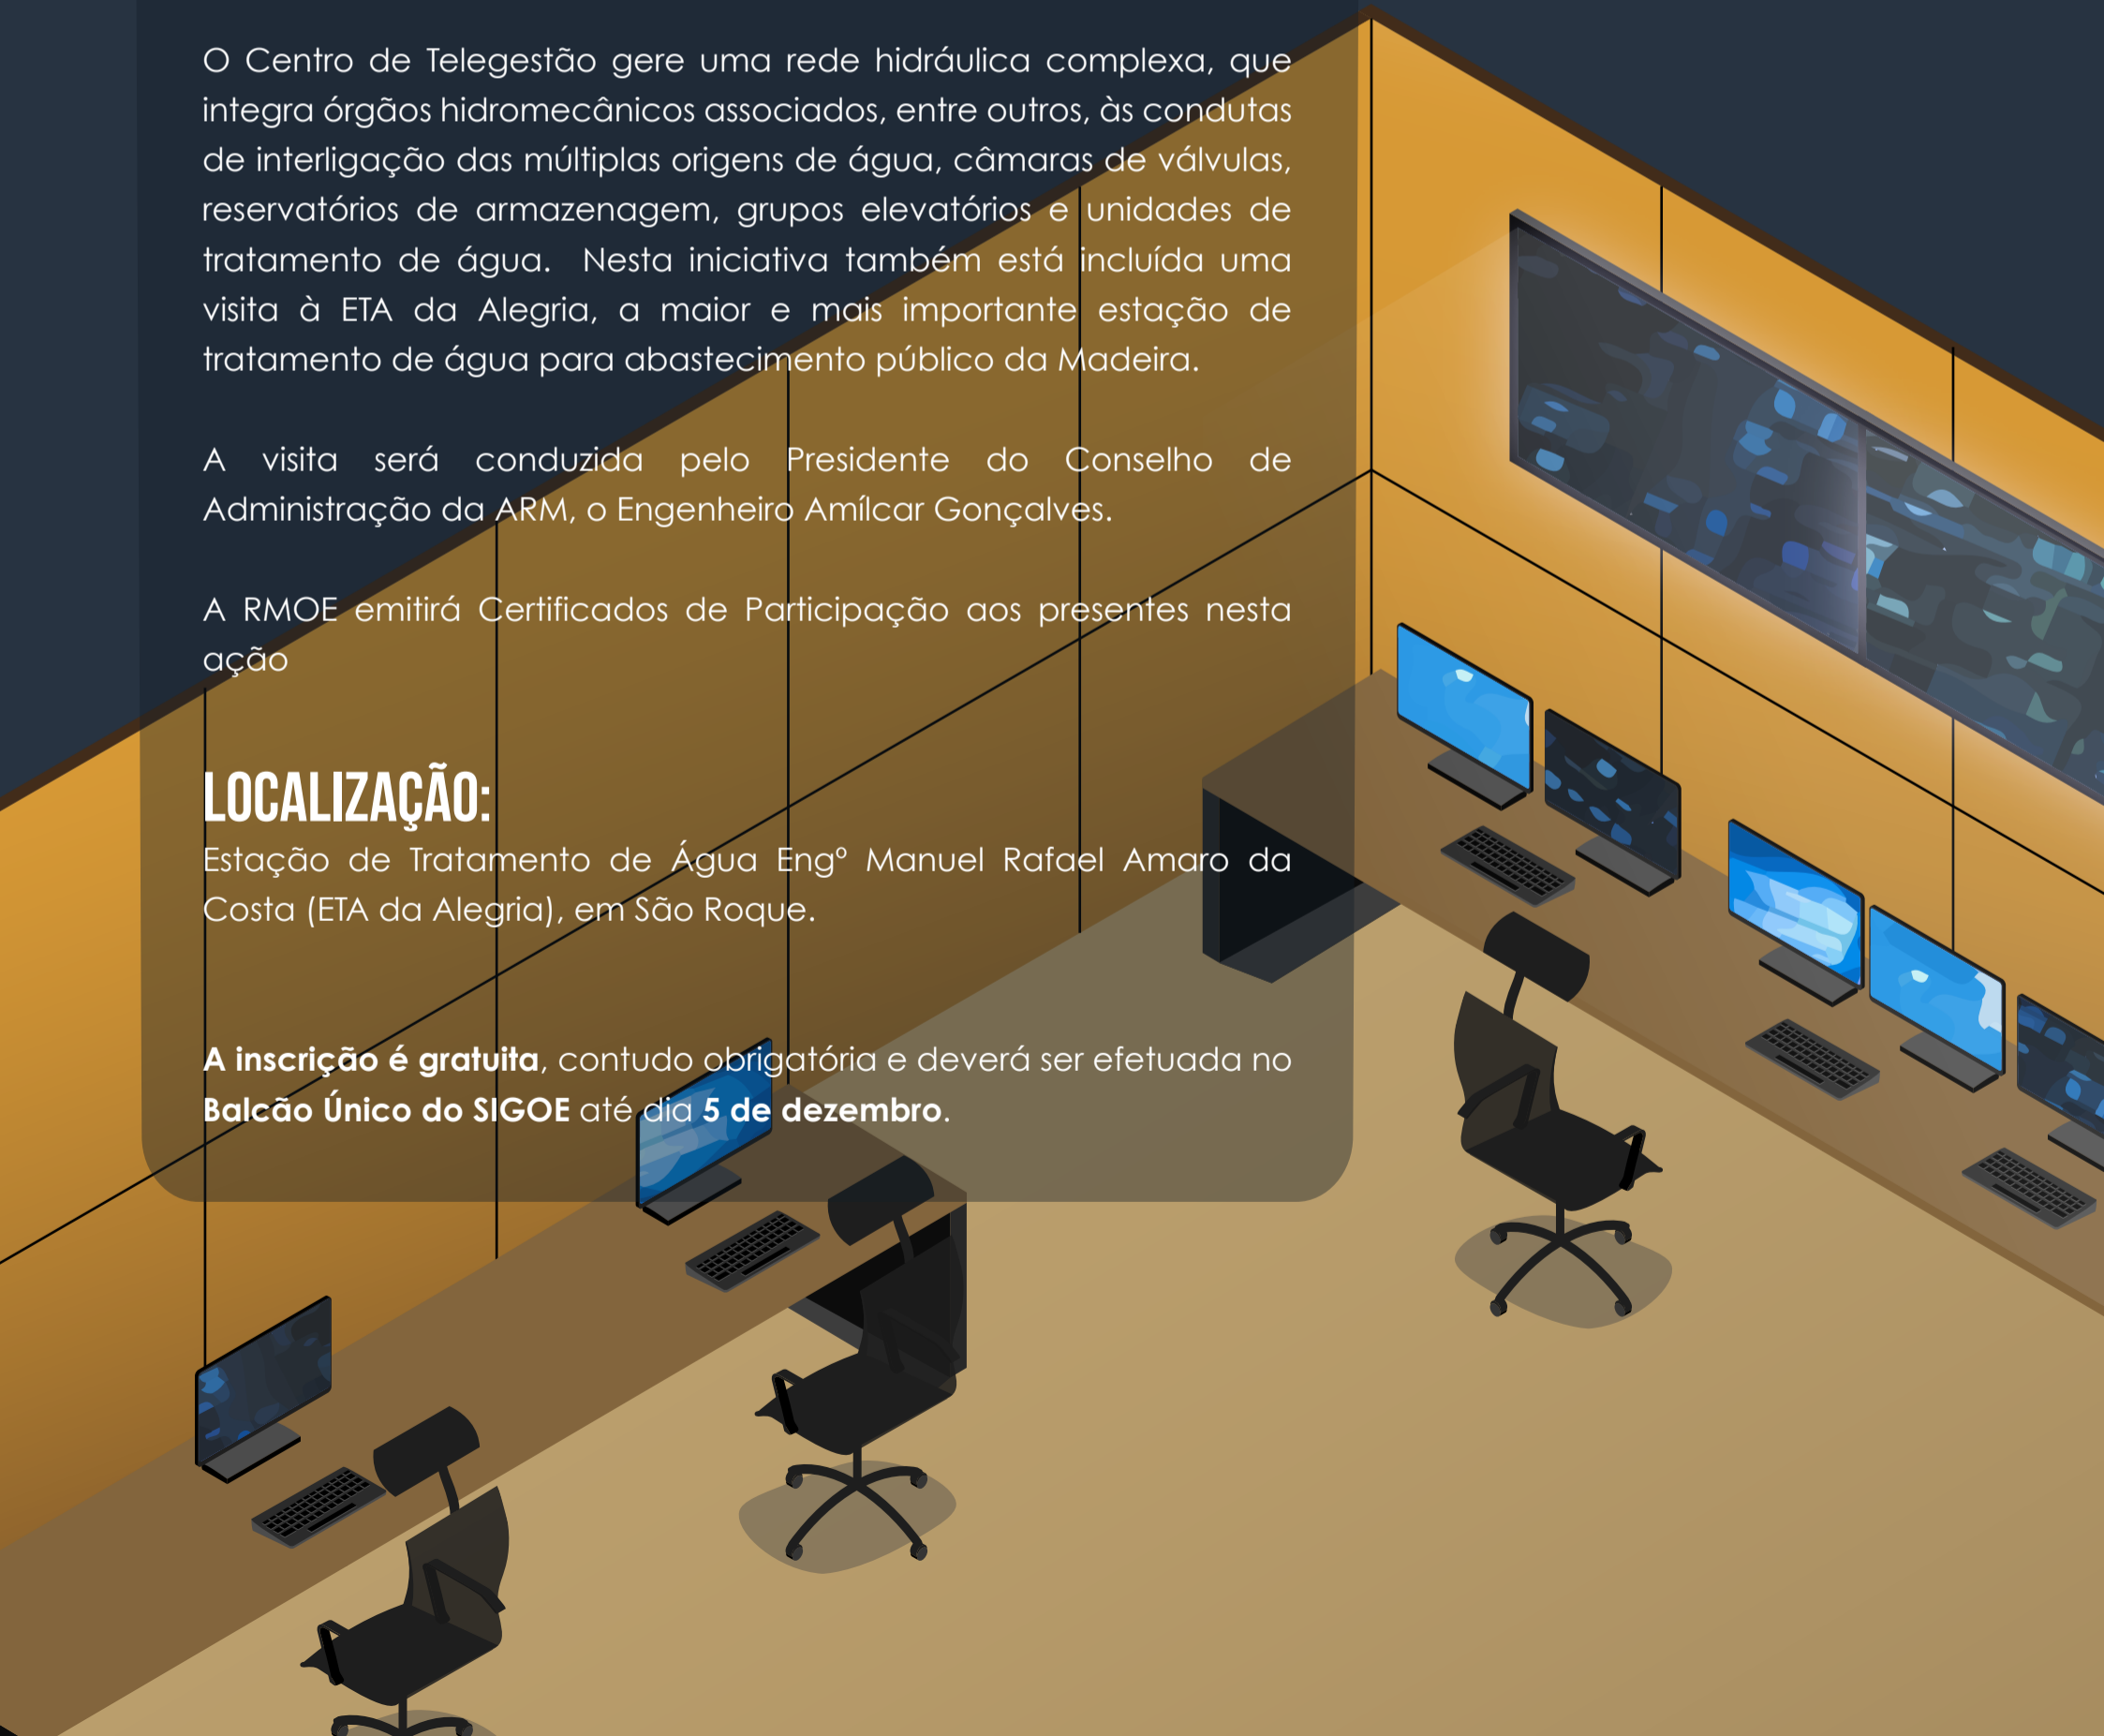 O Centro de Telegestão gere uma rede hidráulica complexa, que
integra órgãos hidromecânicos associados, entre outros, às condutas
de interligação das múltiplas origens de água, câmaras de válvulas,
reservatórios de armazenagem, grupos elevatórios e unidades de
tratamento de água.  Nesta iniciativa também está incluída uma
visita à ETA da Alegria, a maior e mais importante estação de
tratamento de água para abastecimento público da Madeira.
A visita será conduzida pelo Presidente do Conselho de
Administração da ARM, o Engenheiro Amílcar Gonçalves.
A RMOE emitirá Certificados de Participação aos presentes nesta
ação
LOCALIZAÇÃO:
Estação de Tratamento de Água Engº Manuel Rafael Amaro da
Costa (ETA da Alegria), em São Roque.
A inscrição é gratuita, contudo obrigatória e deverá ser efetuada no
Balcão Único do SIGOE até dia 5 de dezembro.